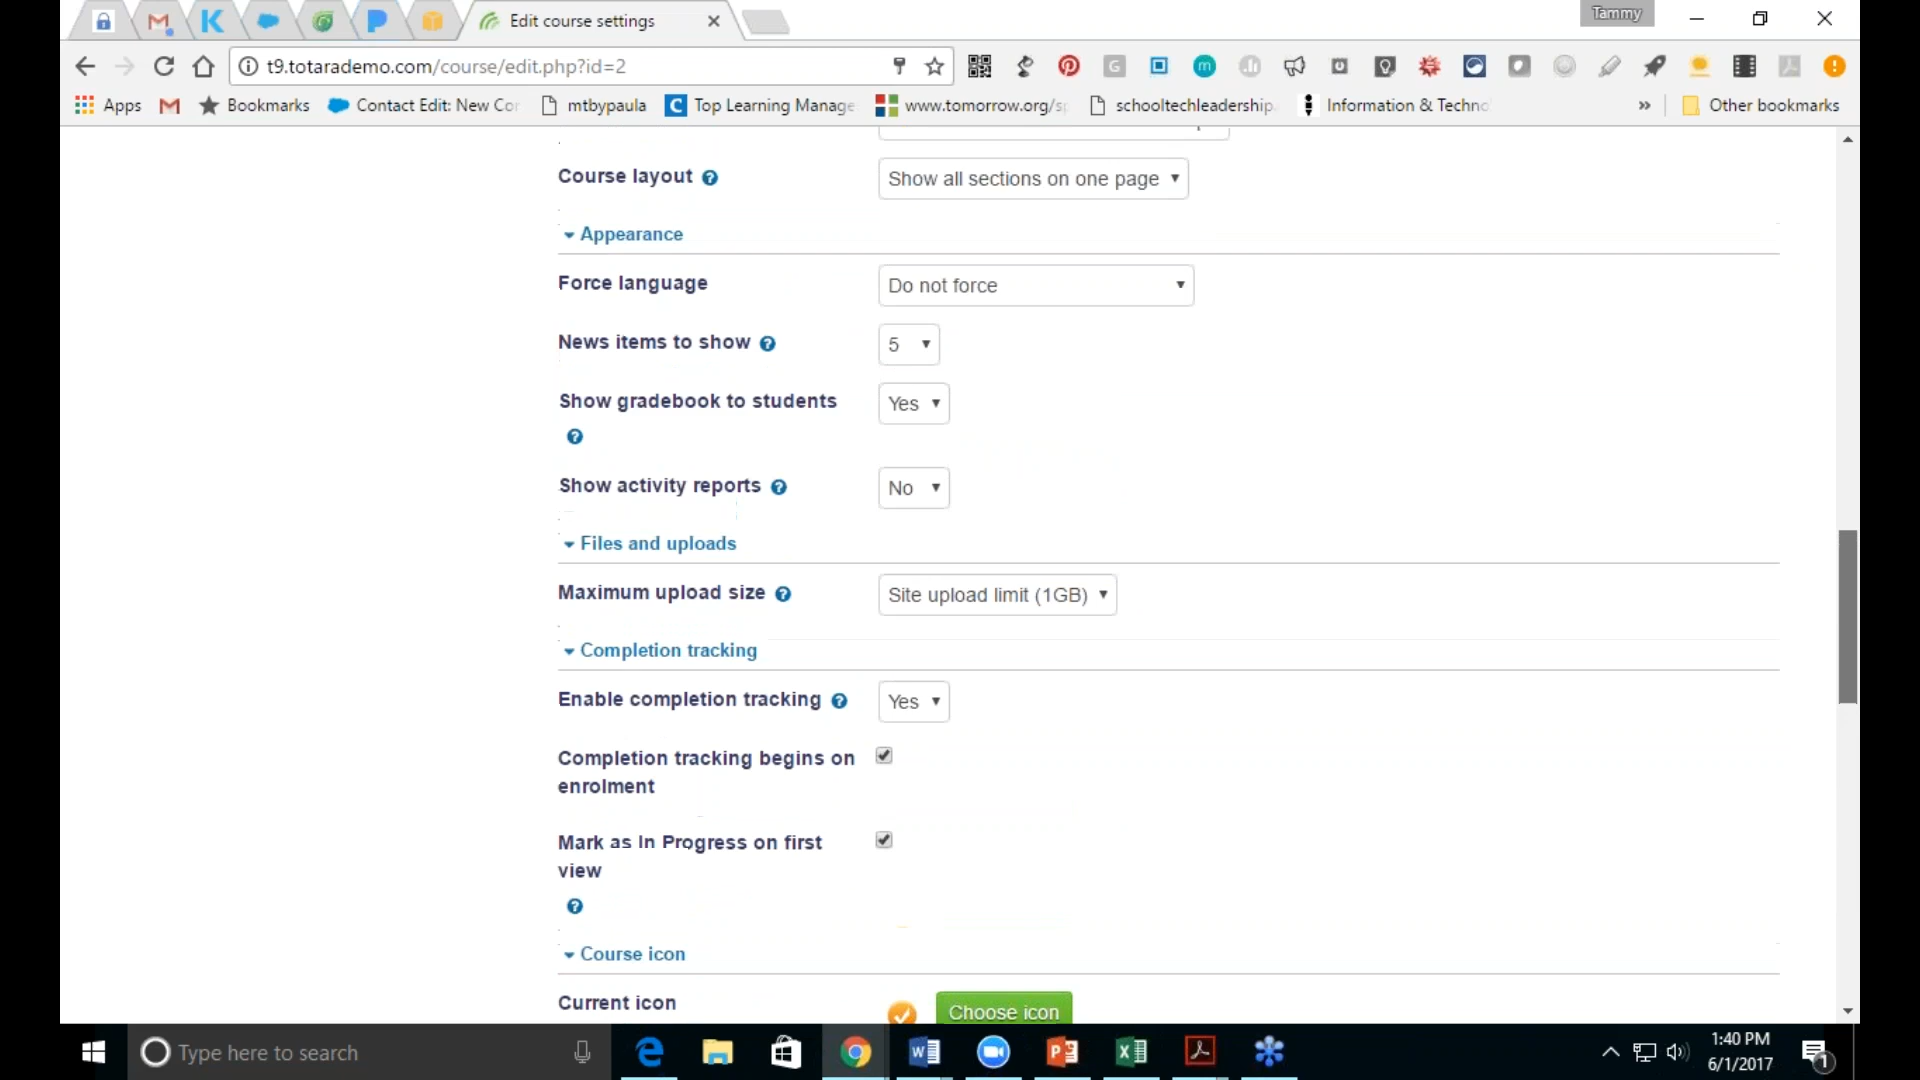 Edit course settings
Tammy
t9.totarademo.com/course/edit.php?id=2
Apps
Bookmarks
Contact Edit: New Co
mtbypaula
Top Learning Manage
www.tomorrow.org/s
schooltechleadership
Information & Techno
»
Other bookmarks
Course layout
Show all sections on one page
Appearance
Force language
Do not force
News items to show
5
Show gradebook to students
Yes
Show activity reports
No
Files and uploads
Maximum upload size
Site upload limit (1GB)
Completion tracking
Enable completion tracking
Yes
Completion tracking begins on
enrolment
Mark as In Progress on first
view
Course icon
Current icon
Choose icon
Type here to search
1:40 PM
6/1/2017
1